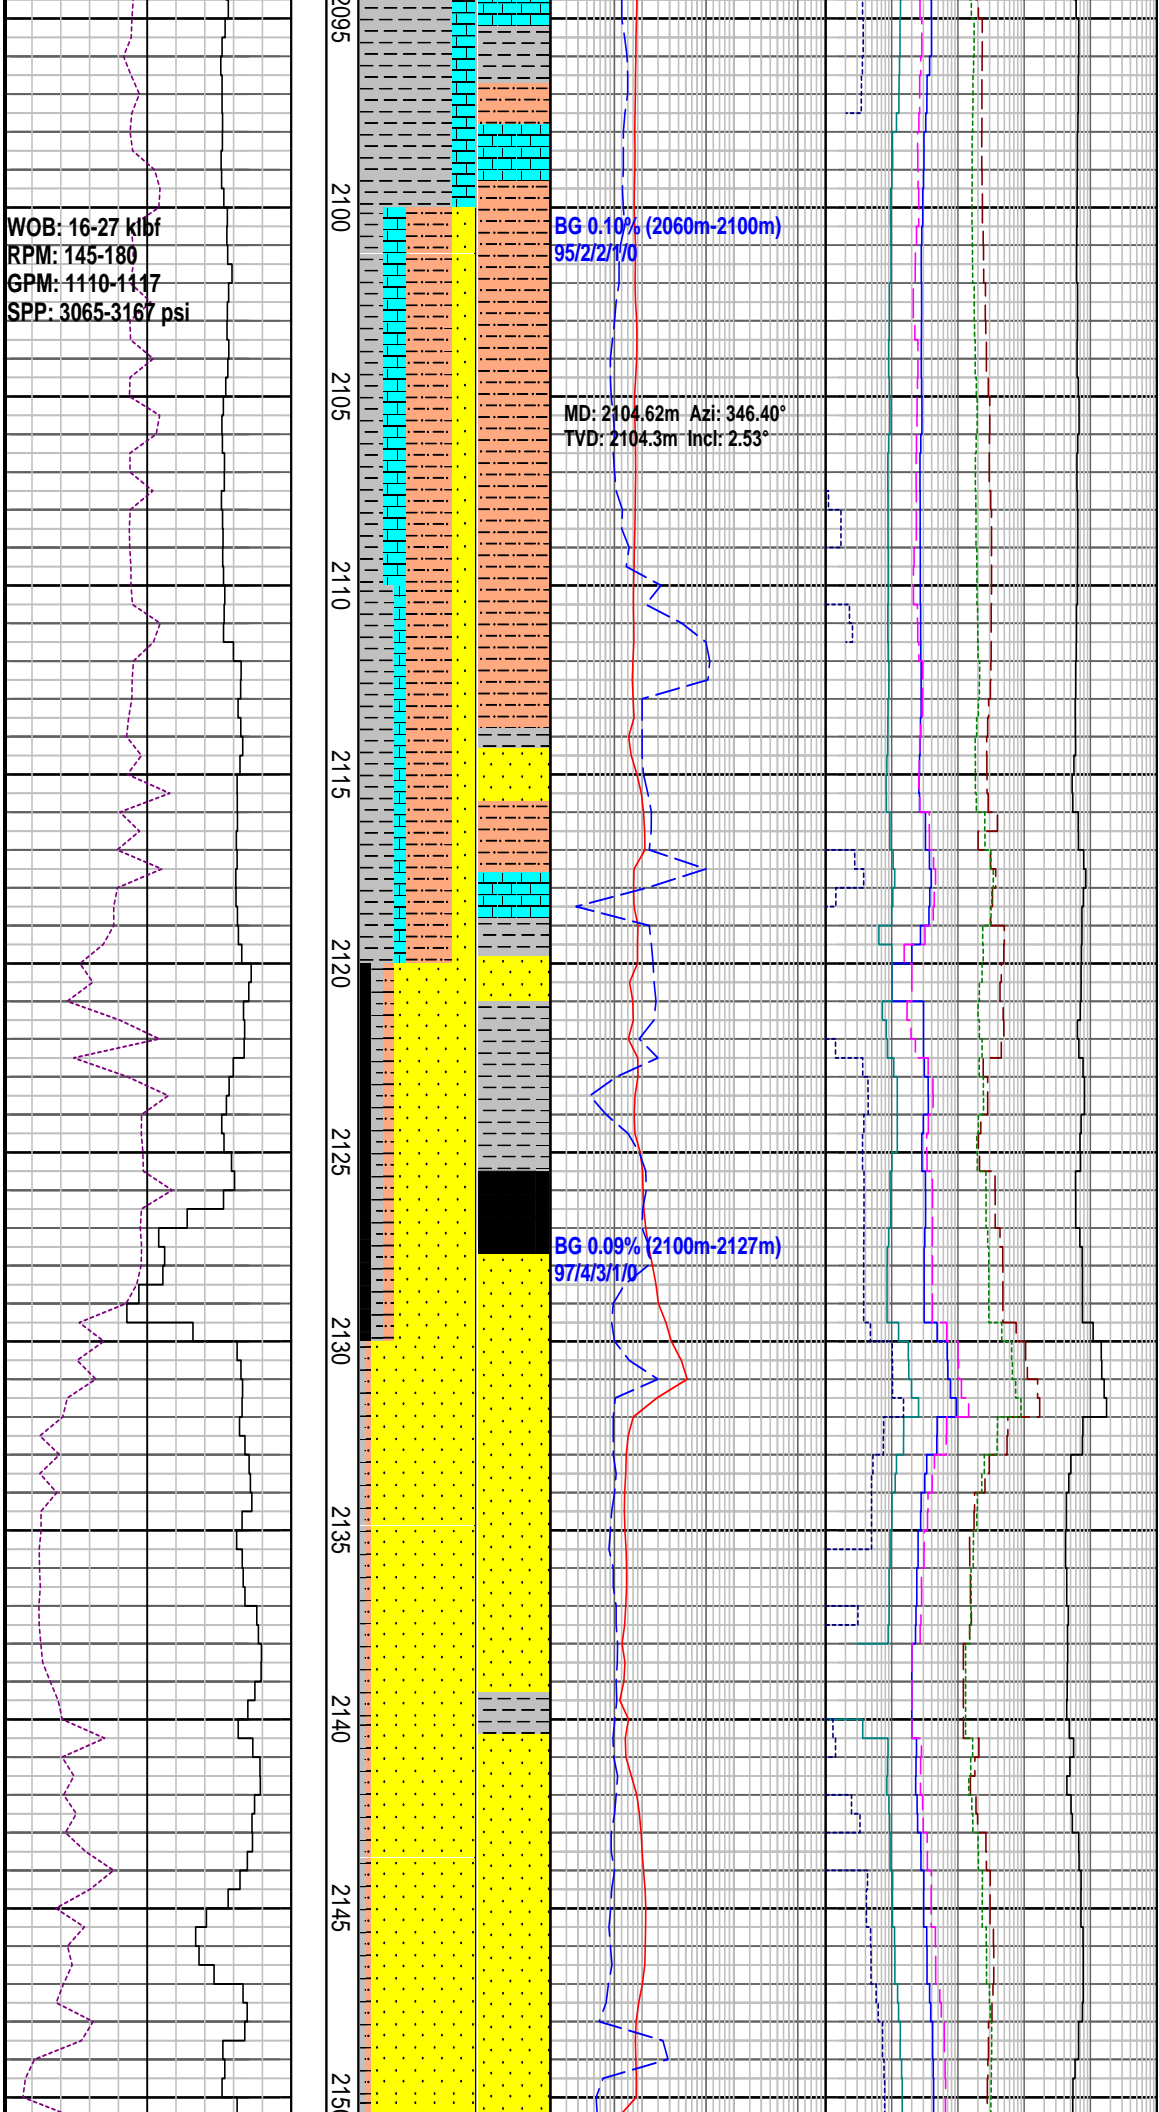 2095
2100
WOB: 16-27 klbf
RPM: 145-180
GPM: 1110-1117
SPP: 3065-3167 psi
BG 0.10% (2060m-2100m)
95/2/2/1/0
2105
MD: 2104.62m Azi: 346.40°
TVD: 2104.3m Incl: 2.53°
2110
2115
2120
2125
BG 0.09% (2100m-2127m)
97/4/3/1/0
2130
2135
2140
2145
2150